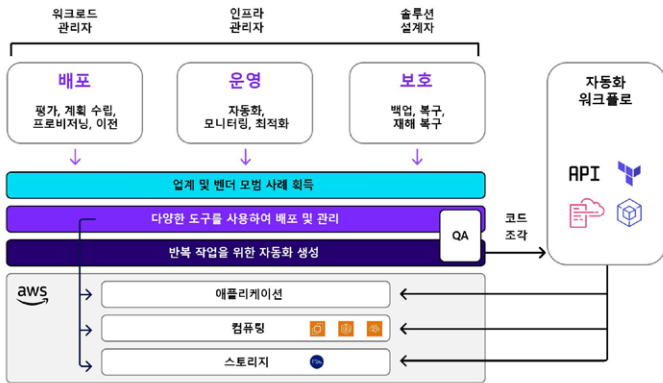 워크로드
관리자
인프라
관리자
솔루션
설계자
배포
평가, 계획 수립,
프로비저닝, 이전
운영
자동화,
모니터링, 최적화
보호
백업, 복구,
재해 복구
자동화
워크플로
API
업계 및 벤더 모범 사례 획득
다양한 도구를 사용하여 배포 및 관리
반복 작업을 위한 자동화 생성
QA
코드
조각
aws
애플리케이션
컴퓨팅
스토리지